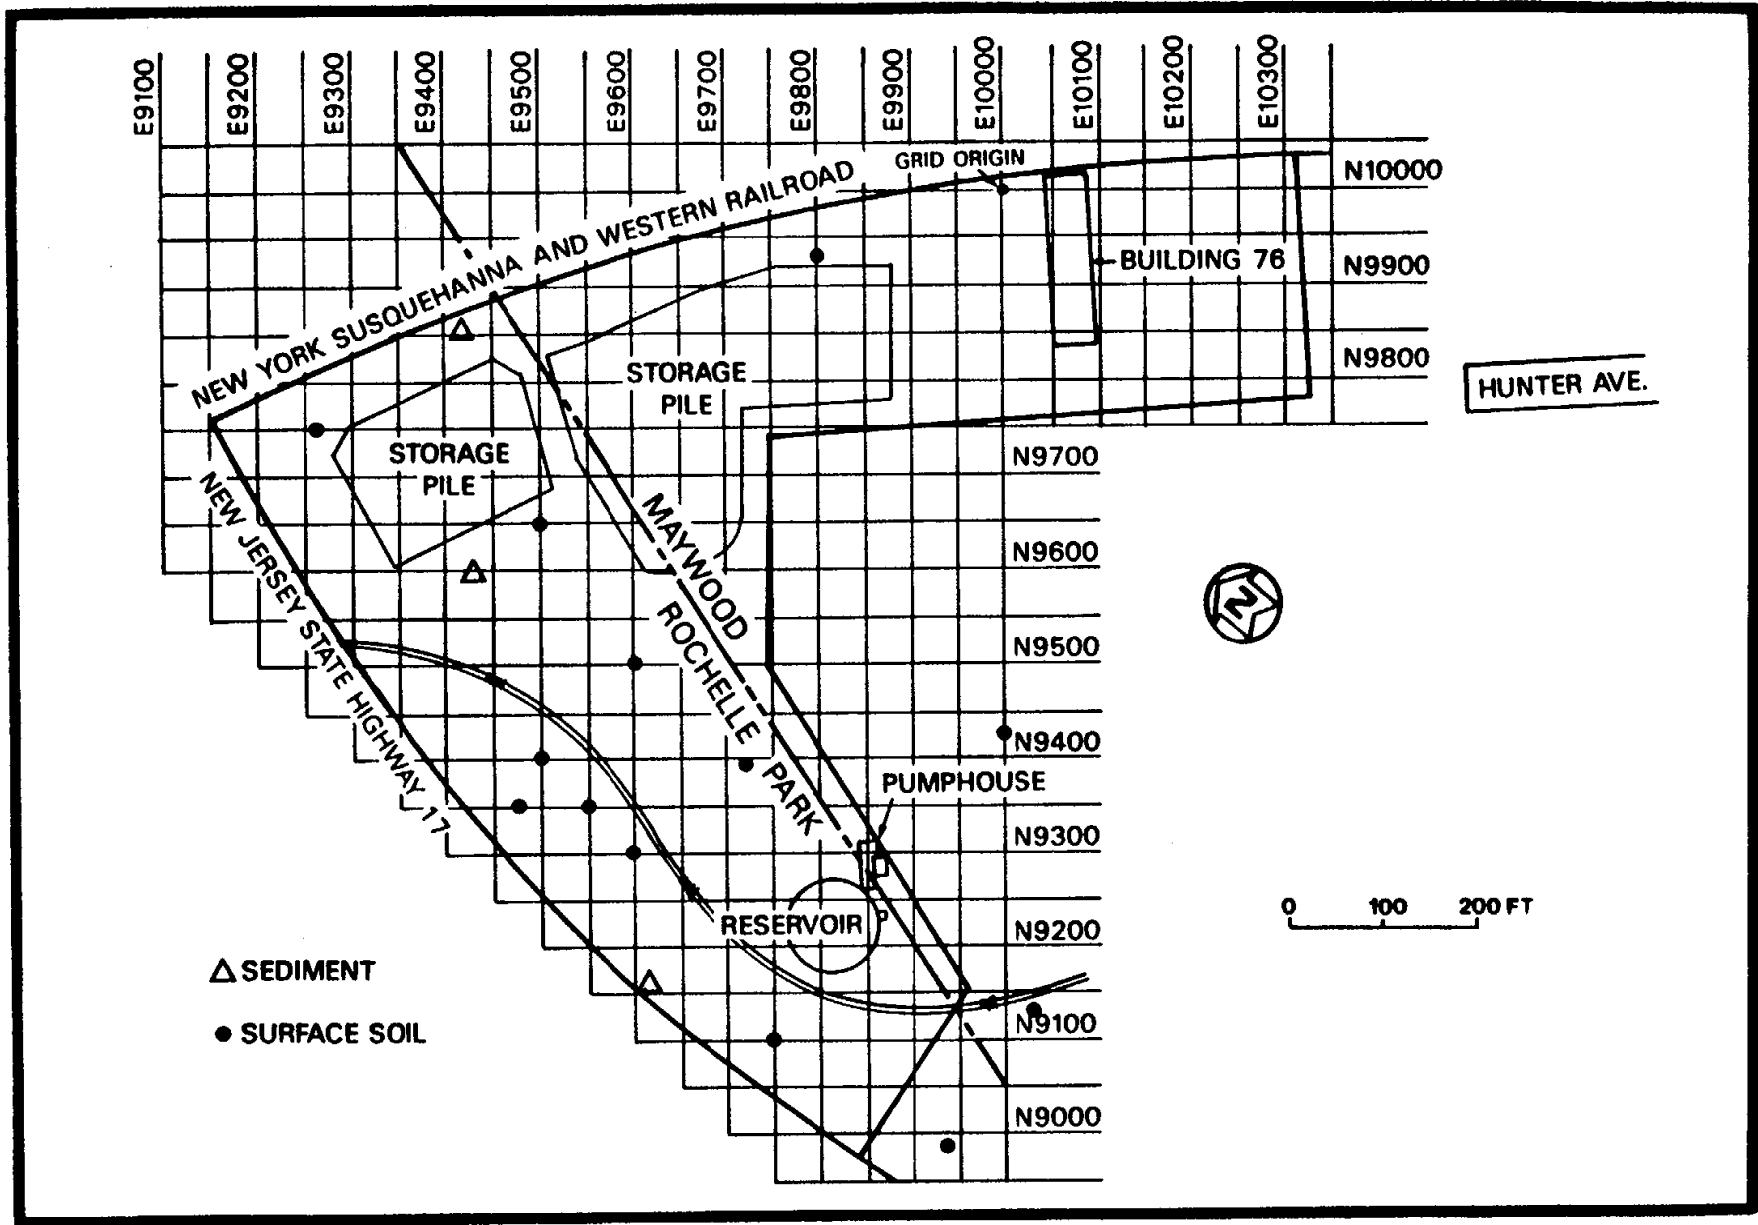 E9100
E9200
E9300
E9400
E9500
E9600
E9700
E9800
E9900
E10000
E10100
E10200
E10300
GRID ORIGIN
N10000
NEW YORK SUSQUEHANNA AND WESTERN RAILROAD
BUILDING 76
N9900
N9800
STORAGE
PILE
HUNTER AVE.
STORAGE
PILE
N9700
NEW JERSEY STATE HIGHWAY 17
MAYWOOD
ROCHELLE PARK
N9600
N
N9500
N9400
PUMPHOUSE
N9300
RESERVOIR
N9200
0 100 200 FT
SEDIMENT
N9100
SURFACE SOIL
N9000